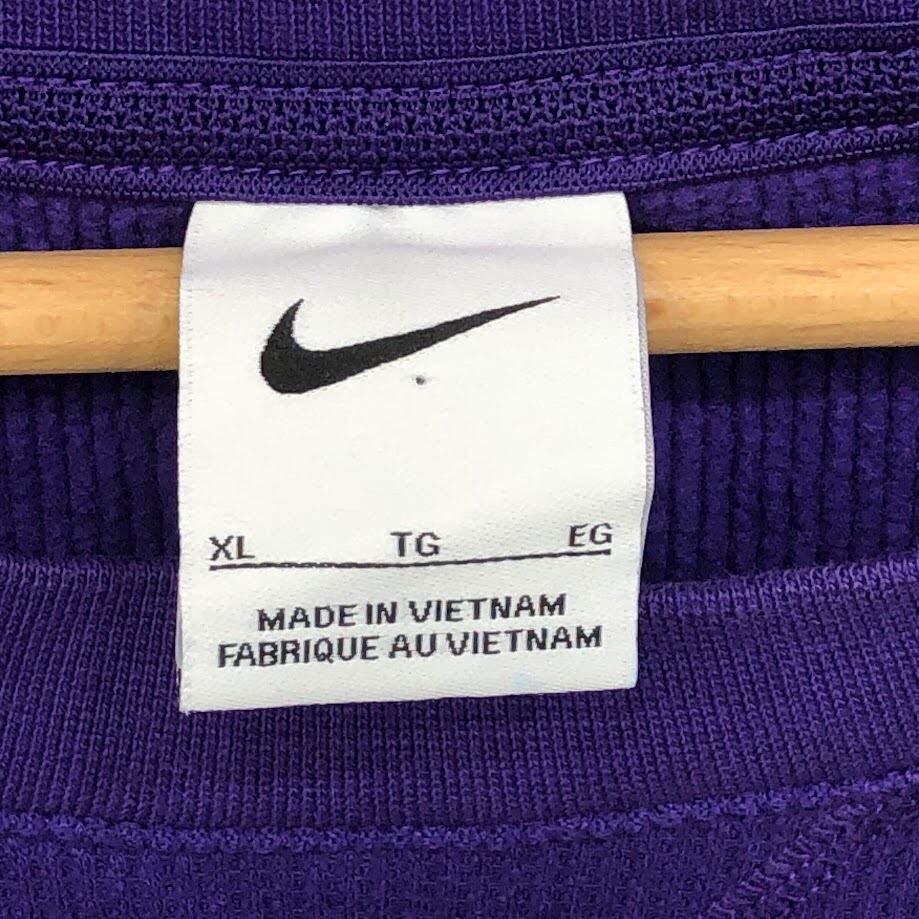 XL TG EG
MADE IN VIETNAM
FABRIQUE AU VIETNAM